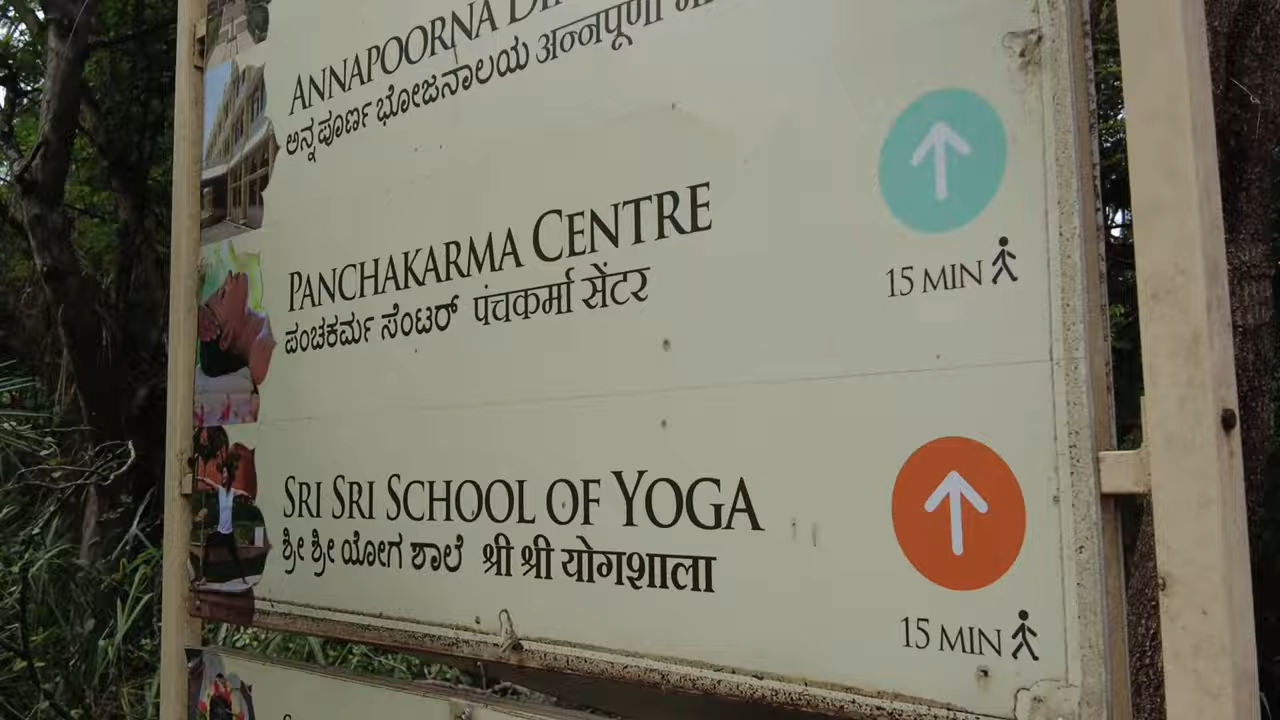 ANNAPOORNA
ಅನ್ನಪೂರ್ಣ ಭೋಜನಾಲಯ अन्नपूर्णा
PANCHAKARMA CENTRE
ಪಂಚಕರ್ಮ ಸೆಂಟರ್ पंचकर्मा सेंटर
15 MIN
SRI SRI SCHOOL OF YOGA
ಶ್ರೀ ಶ್ರೀ ಯೋಗ ಶಾಲೆ श्री श्री योगशाला
15 MIN